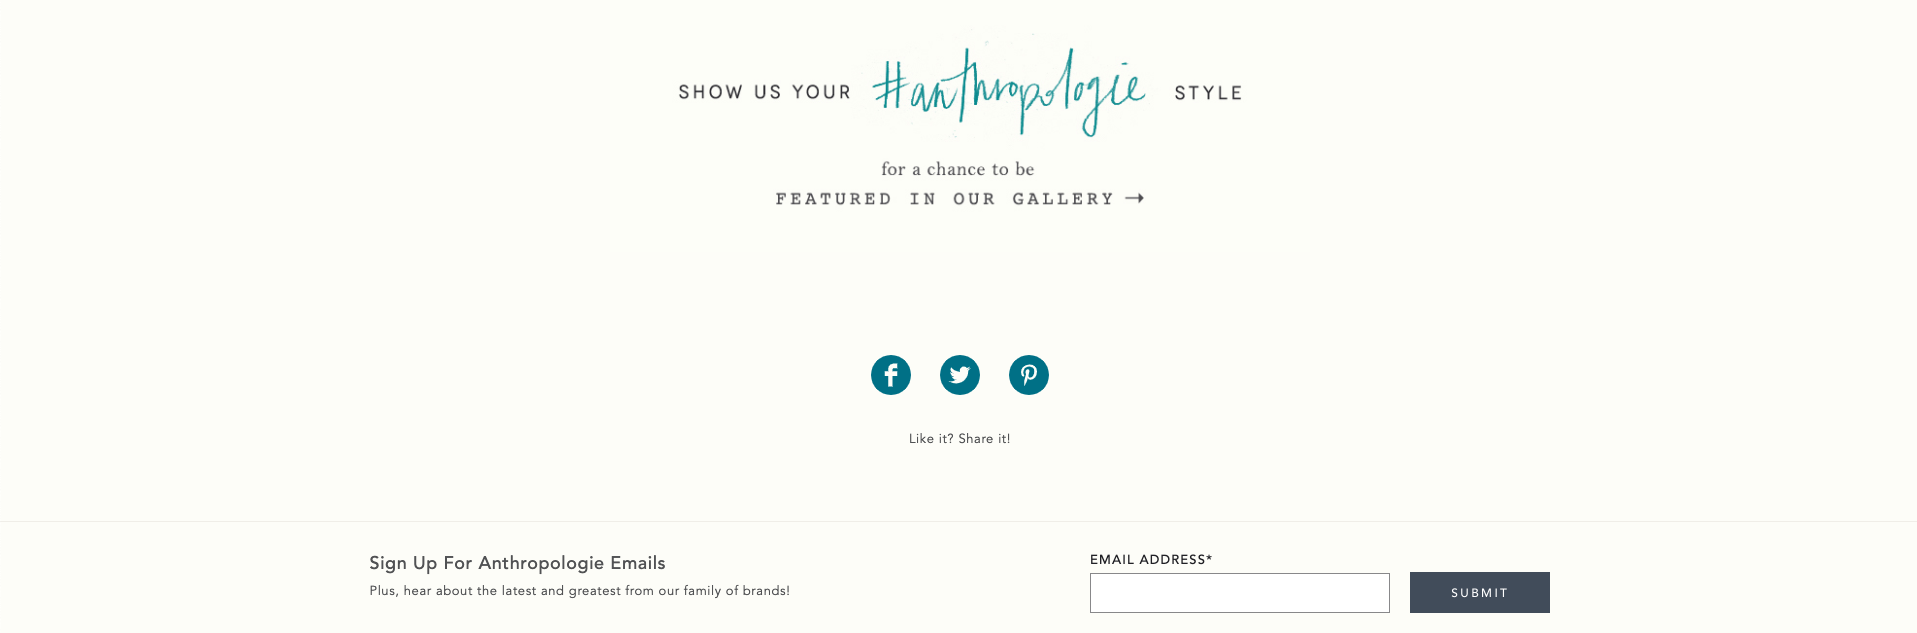 SHOW US YOUR #anthropologie STYLE
for a chance to be
FEATURED IN OUR GALLERY →
Like it? Share it!
Sign Up For Anthropologie Emails
Plus, hear about the latest and greatest from our family of brands!
EMAIL ADDRESS*
SUBMIT